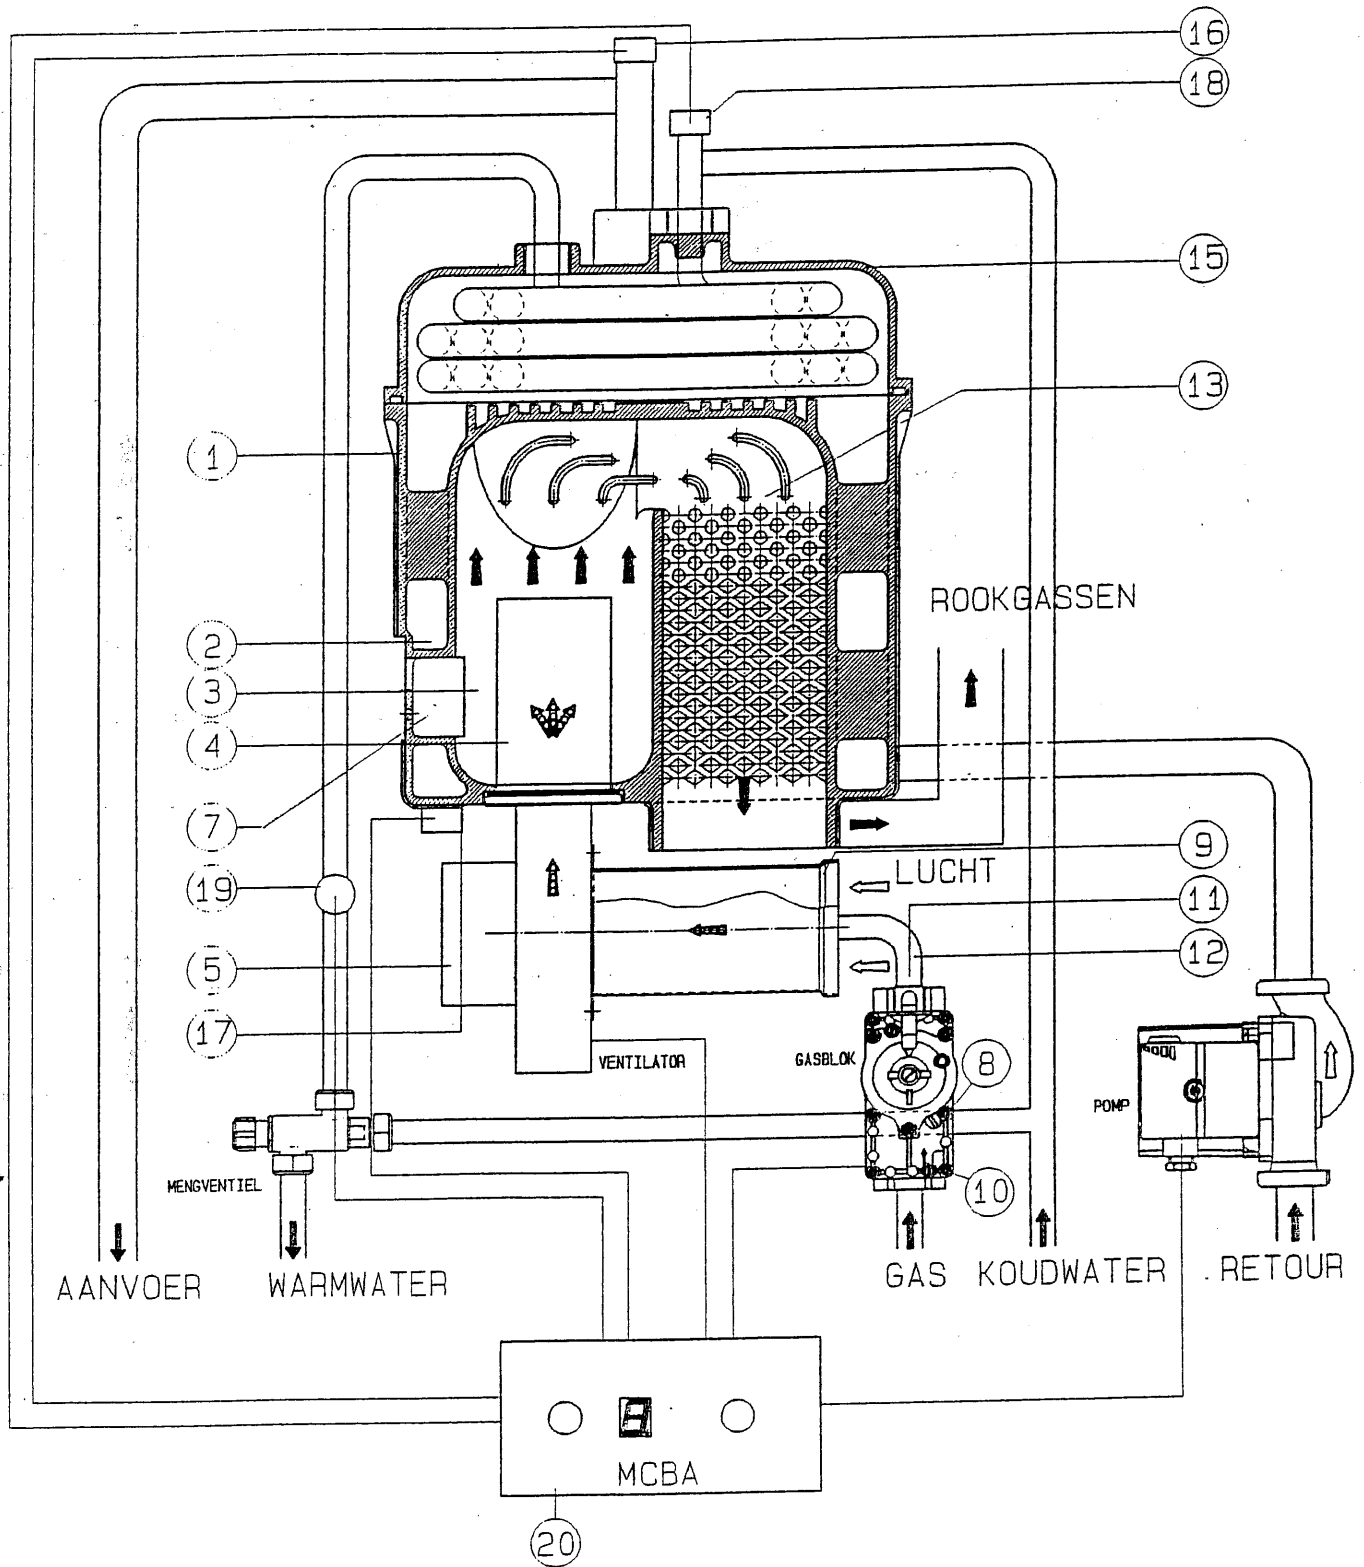 16
18
15
13
1
ROOKGASSEN
2
3
4
7
9
LUCHT
19
11
12
5
17
VENTILATOR
GASBLOK
8
POMP
MENGVENTIEL
10
AANVOER
WARMWATER
GAS
KOUDWATER
.RETOUR
8
MCBA
20